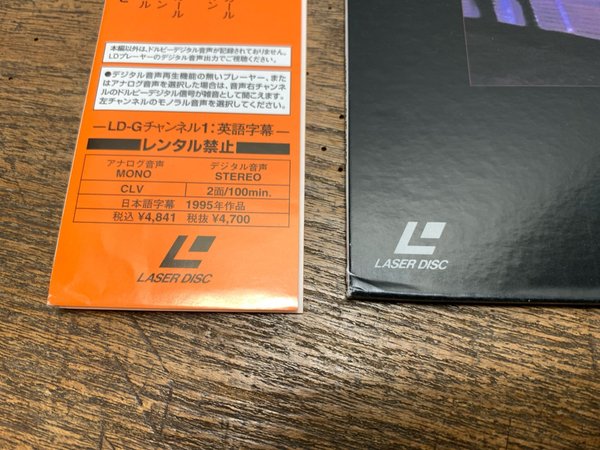 本編以外は、ドルビーデジタル音声が記録されておりません。
LDプレーヤーのデジタル音声出力でご視聴ください。
●デジタル音声再生機能の無いプレーヤー、また
はアナログ音声を選択した場合は、音声右チャンネル
のドルビーデジタル信号が雑音として聞こえます。
左チャンネルのモノラル音声を選択してください。
LD-Gチャンネル1:英語字幕
レンタル禁止
アナログ音声 デジタル音声
MONO STEREO
CLV 2面/100min.
日本語字幕 1995年作品
税込 ¥4,841 税抜 ¥4,700
LASER DISC
LASER DISC